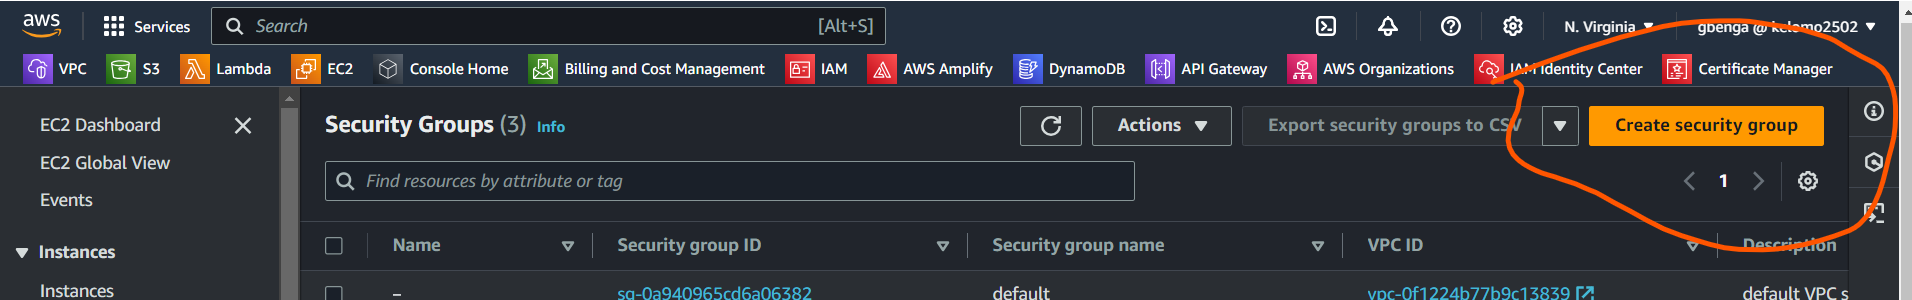 aws Services Search [Alt+S] N. Virginia gbenga @ kelomo2502
VPC S3 Lambda EC2 Console Home Billing and Cost Management IAM AWS Amplify DynamoDB API Gateway AWS Organizations IAM Identity Center Certificate Manager
EC2 Dashboard
EC2 Global View
Events
Instances
Instances
Security Groups (3) Info Actions Export security groups to CSV Create security group
Find resources by attribute or tag 1
Name Security group ID Security group name VPC ID Description
– sg-0a940965cd6a06382 default vpc-0f1224b77b9c13839 default VPC s